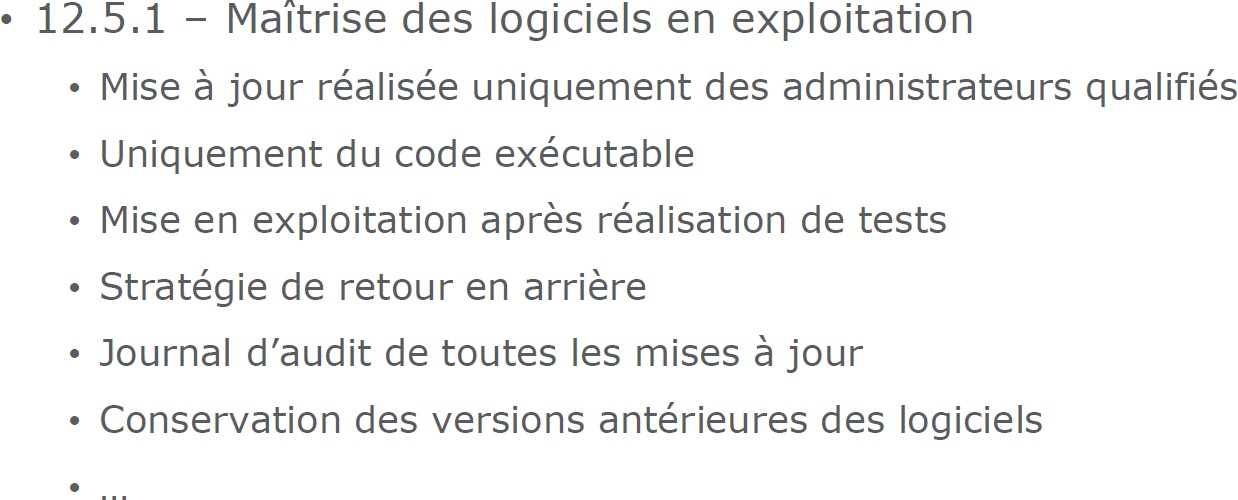 • 12.5.1 – Maîtrise des logiciels en exploitation
• Mise à jour réalisée uniquement des administrateurs qualifiés
• Uniquement du code exécutable
• Mise en exploitation après réalisation de tests
• Stratégie de retour en arrière
• Journal d’audit de toutes les mises à jour
• Conservation des versions antérieures des logiciels
• …